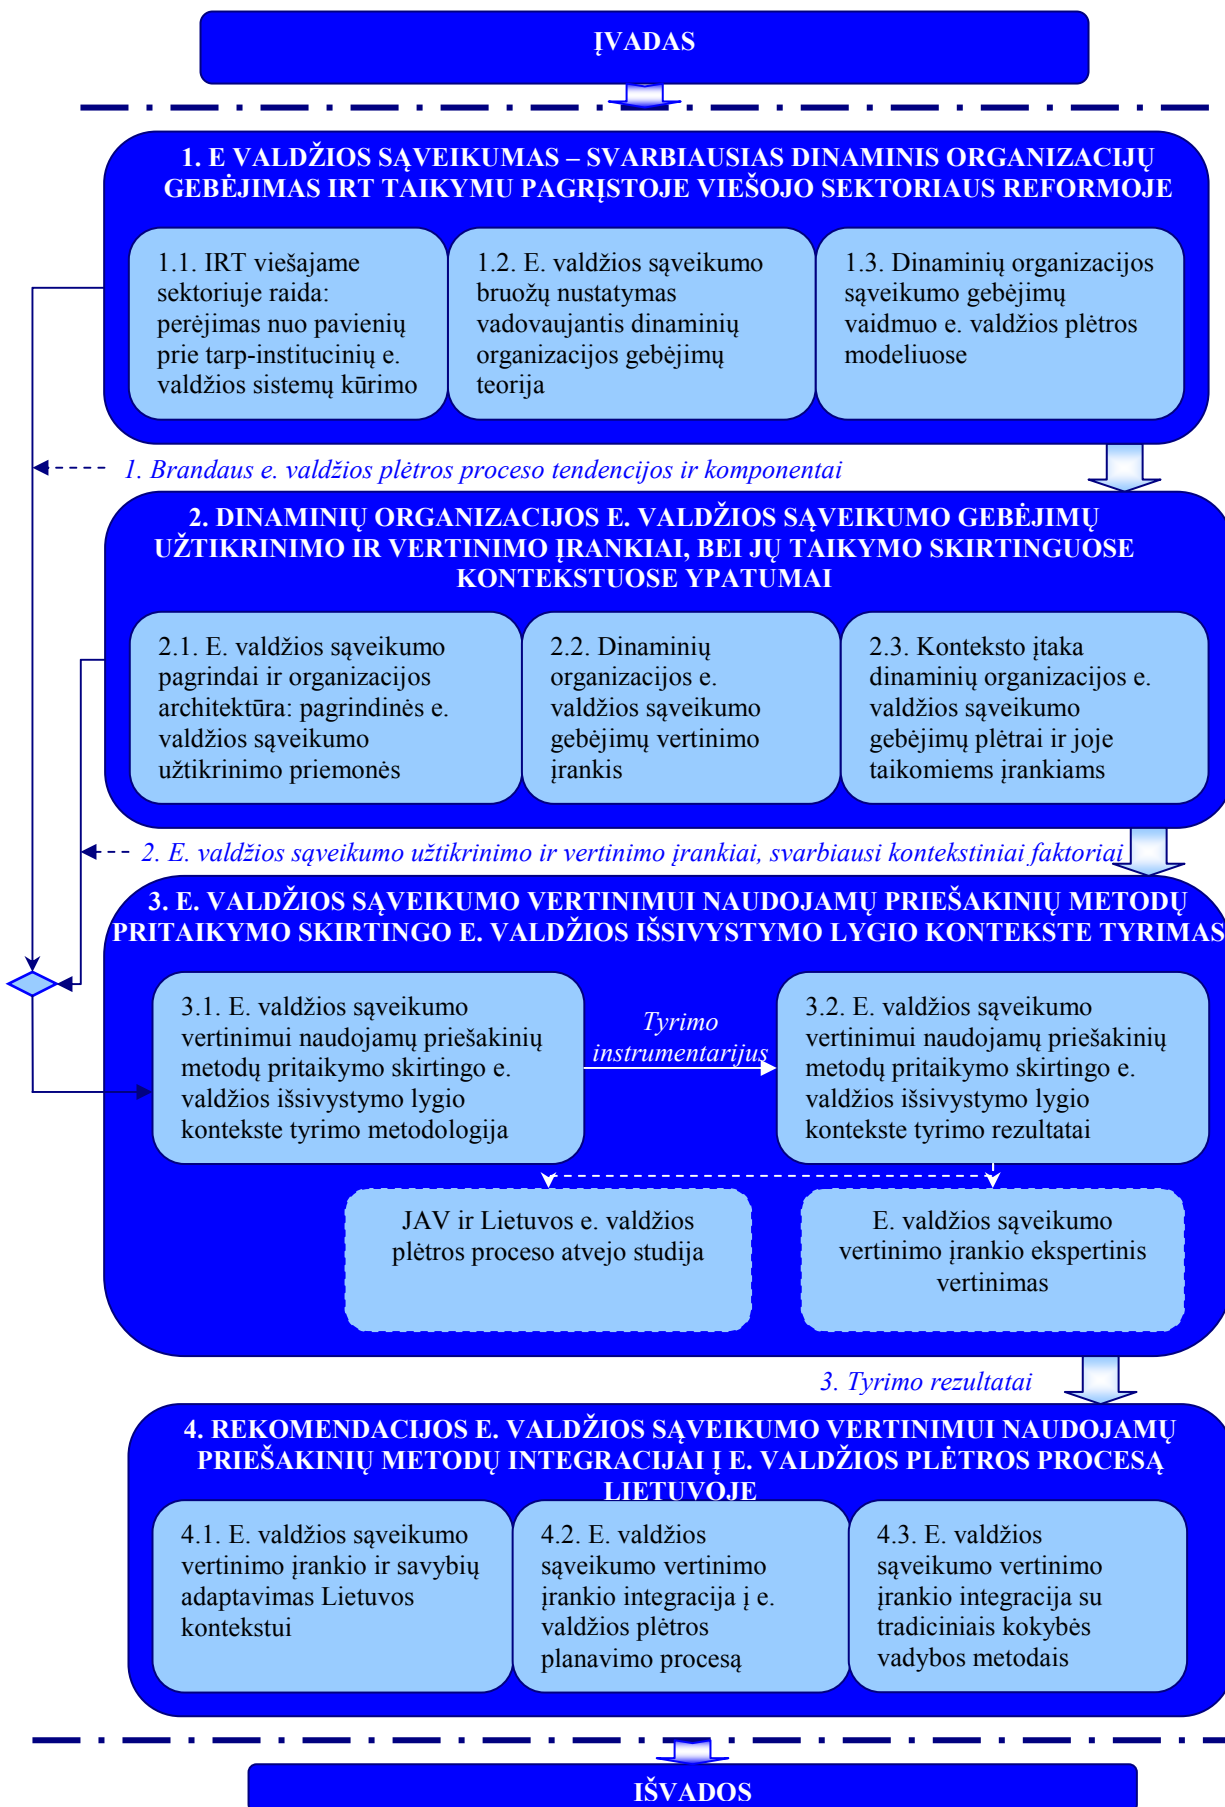 ĮVADAS
1. E VALDŽIOS SĄVEIKUMAS – SVARBIAUSIAS DINAMINIS ORGANIZACIJŲ
GEBĖJIMAS IRT TAIKYMU PAGRĮSTOJE VIEŠOJO SEKTORIAUS REFORMOJE
1.1. IRT viešajame
sektoriuje raida:
perėjimas nuo pavienių
prie tarp-institucinių e.
valdžios sistemų kūrimo
1.2. E. valdžios sąveikumo
bruožų nustatymas
vadovaujantis dinaminių
organizacijos gebėjimų
teorija
1.3. Dinaminių organizacijos
sąveikumo gebėjimų
vaidmuo e. valdžios plėtros
modeliuose
1. Brandaus e. valdžios plėtros proceso tendencijos ir komponentai
2. DINAMINIŲ ORGANIZACIJOS E. VALDŽIOS SĄVEIKUMO GEBĖJIMŲ
UŽTIKRINIMO IR VERTINIMO ĮRANKIAI, BEI JŲ TAIKYMO SKIRTINGUOSE
KONTEKSTUOSE YPATUMAI
2.1. E. valdžios sąveikumo
pagrindai ir organizacijos
architektūra: pagrindinės e.
valdžios sąveikumo
užtikrinimo priemonės
2.2. Dinaminių
organizacijos e.
valdžios sąveikumo
gebėjimų vertinimo
įrankis
2.3. Konteksto įtaka
dinaminių organizacijos e.
valdžios sąveikumo
gebėjimų plėtrai ir joje
taikomiems įrankiams
2. E. valdžios sąveikumo užtikrinimo ir vertinimo įrankiai, svarbiausi kontekstiniai faktoriai
3. E. VALDŽIOS SĄVEIKUMO VERTINIMUI NAUDOJAMŲ PRIEŠAKINIŲ METODŲ
PRITAIKYMO SKIRTINGO E. VALDŽIOS IŠSIVYSTYMO LYGIO KONTEKSTE TYRIMAS
3.1. E. valdžios sąveikumo
vertinimui naudojamų priešakinių
metodų pritaikymo skirtingo e.
valdžios išsivystymo lygio
kontekste tyrimo metodologija
Tyrimo
instrumentarijus
3.2. E. valdžios sąveikumo
vertinimui naudojamų priešakinių
metodų pritaikymo skirtingo e.
valdžios išsivystymo lygio
kontekste tyrimo rezultatai
JAV ir Lietuvos e. valdžios
plėtros proceso atvejo studija
E. valdžios sąveikumo
vertinimo įrankio ekspertinis
vertinimas
3. Tyrimo rezultatai
4. REKOMENDACIJOS E. VALDŽIOS SĄVEIKUMO VERTINIMUI NAUDOJAMŲ
PRIEŠAKINIŲ METODŲ INTEGRACIJAI Į E. VALDŽIOS PLĖTROS PROCESĄ
LIETUVOJE
4.1. E. valdžios sąveikumo
vertinimo įrankio ir savybių
adaptavimas Lietuvos
kontekstui
4.2. E. valdžios
sąveikumo vertinimo
įrankio integracija į e.
valdžios plėtros
planavimo procesą
4.3. E. valdžios
sąveikumo vertinimo
įrankio integracija su
tradiciniais kokybės
vadybos metodais
IŠVADOS